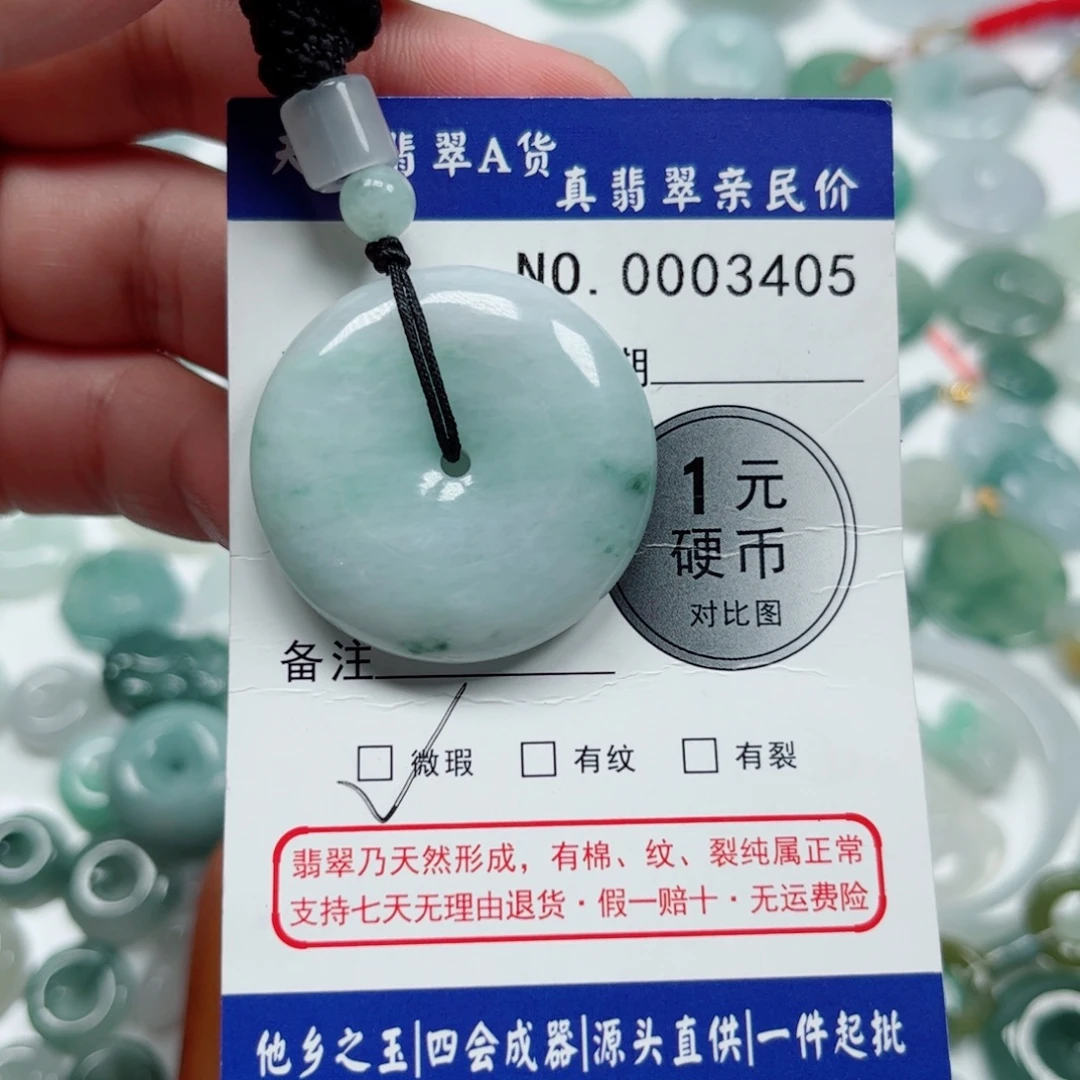 翡翠A货
真翡翠亲民价
NO. 0003405
期
1元
硬币
对比图
备注
微瑕 有纹 有裂
翡翠乃天然形成，有棉、纹、裂纯属正常
支持七天无理由退货·假一赔十·无运费险
他乡之玉|四会成器|源头直供|一件起批